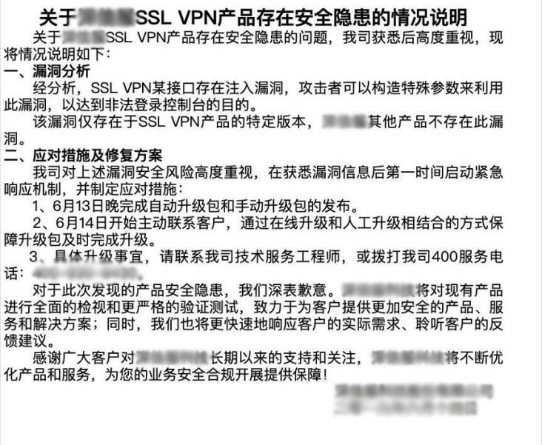 关于SSL VPN产品存在安全隐患的情况说明
关于SSL VPN产品存在安全隐患的问题，我司获悉后高度重视，现
将情况说明如下：
一、漏洞分析
经分析，SSL VPN某接口存在注入漏洞，攻击者可以构造特殊参数来利用
此漏洞，以达到非法登录控制台的目的。
该漏洞仅存在于SSL VPN产品的特定版本，其他产品不存在此漏
洞。
二、应对措施及修复方案
我司对上述漏洞安全风险高度重视，在获悉漏洞信息后第一时间启动紧急
响应机制，并制定应对措施：
1、6月13日晚完成自动升级包和手动升级包的发布。
2、6月14日开始主动联系客户，通过在线升级和人工升级相结合的方式保
障升级包及时完成升级。
3、具体升级事宜，请联系我司技术服务工程师，或拨打我司400服务电
话：
对于此次发现的产品安全隐患，我们深表歉意。将对现有产品
进行全面的检视和更严格的验证测试，致力于为客户提供更加安全的产品、服
务和解决方案；同时，我们也将更快速地响应客户的实际需求、聆听客户的反
馈建议。
感谢广大客户对长期以来的支持和关注，将不断优
化产品和服务，为您的业务安全合规开展提供保障！